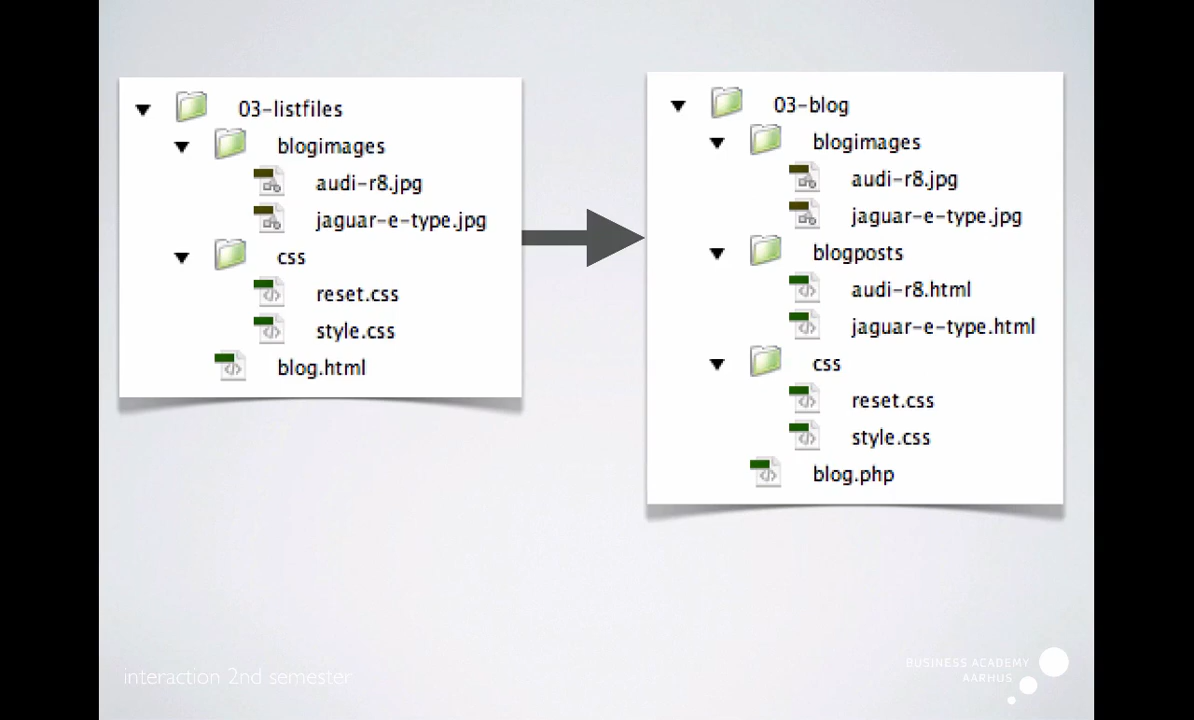 03-listfiles
blogimages
audi-r8.jpg
jaguar-e-type.jpg
css
reset.css
style.css
blog.html
03-blog
blogimages
audi-r8.jpg
jaguar-e-type.jpg
blogposts
audi-r8.html
jaguar-e-type.html
css
reset.css
style.css
blog.php
interaction 2nd semester
BUSINESS ACADEMY
AARHUS